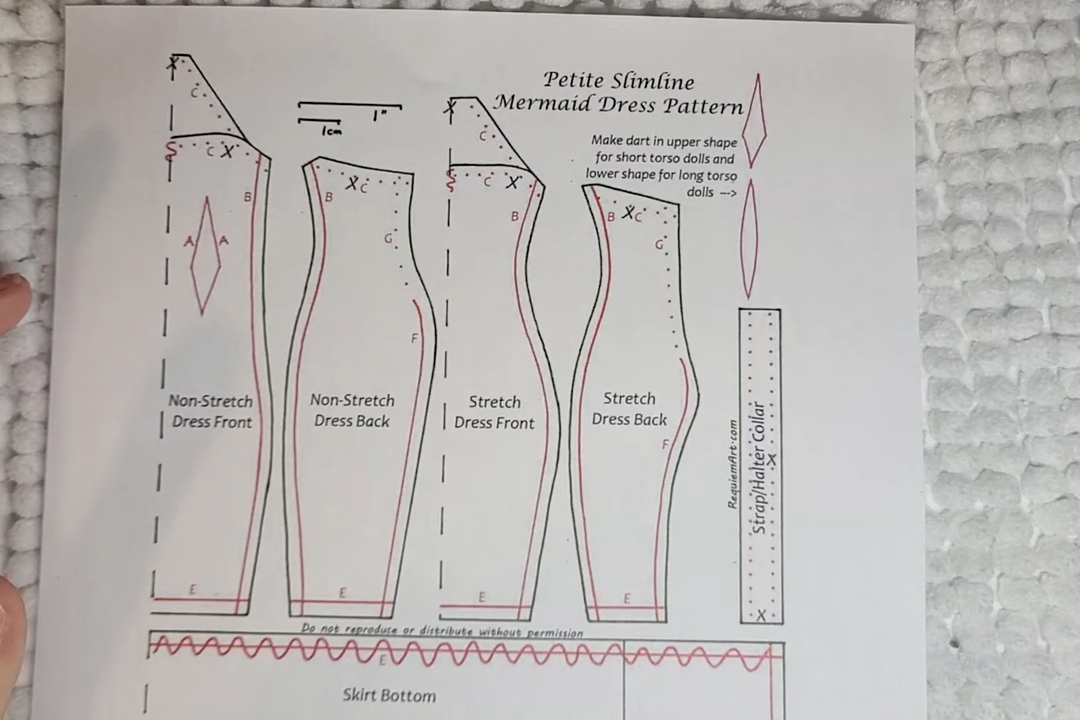 Petite Slimline
Mermaid Dress Pattern
Make dart in upper shape
for short torso dolls and
lower shape for long torso
dolls -->
X
C
C X
1"
1cm
X C
X
C
C X
X C
B
B
B
B
G
G
A A
F
F
Non-Stretch
Dress Front
Non-Stretch
Dress Back
Stretch
Dress Front
Stretch
Dress Back
RequiemArt.com
Strap/Halter Collar
X
X
E
E
E
E
Do not reproduce or distribute without permission
E
Skirt Bottom